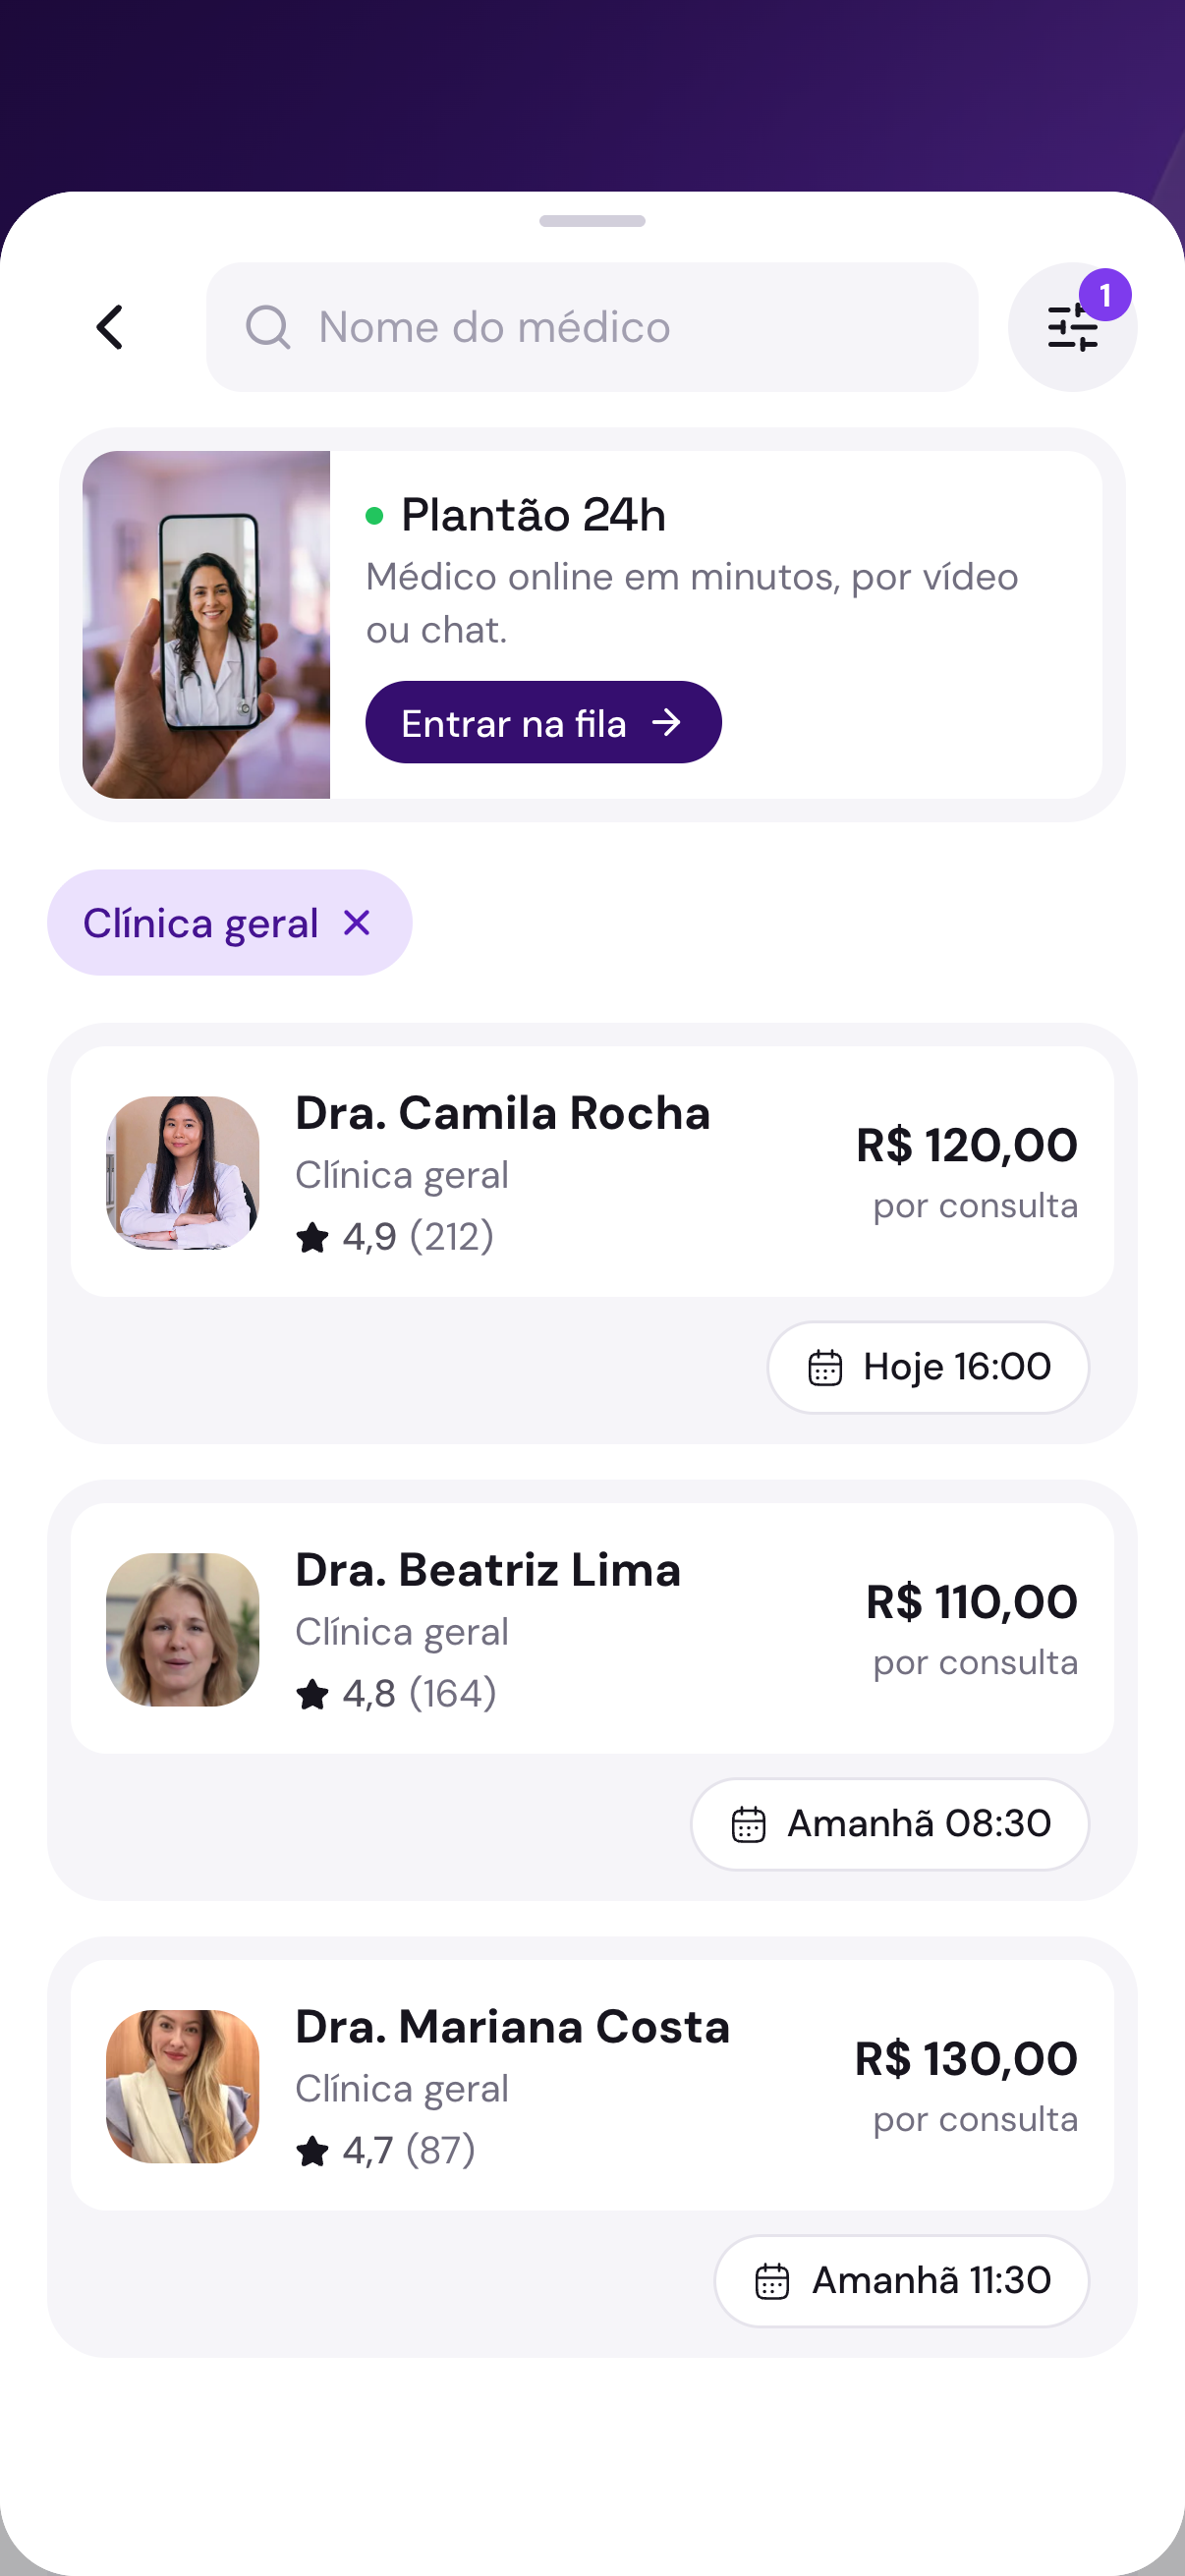 Nome do médico
1
Plantão 24h
Médico online em minutos, por vídeo
ou chat.
Entrar na fila
Clínica geral
Dra. Camila Rocha
Clínica geral
4,9 (212)
R$ 120,00
por consulta
Hoje 16:00
Dra. Beatriz Lima
Clínica geral
4,8 (164)
R$ 110,00
por consulta
Amanhã 08:30
Dra. Mariana Costa
Clínica geral
4,7 (87)
R$ 130,00
por consulta
Amanhã 11:30